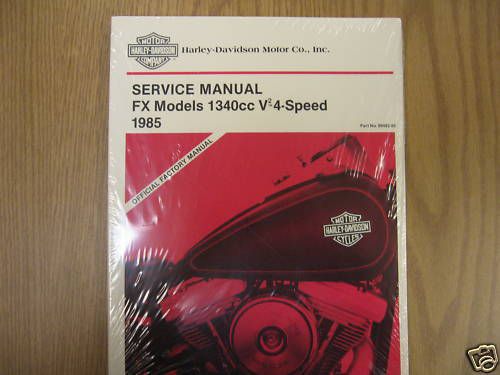 MOTOR
HARLEY-DAVIDSON
COMPANY
Harley-Davidson Motor Co., Inc.
SERVICE MANUAL
FX Models 1340cc V² 4-Speed
1985
OFFICIAL FACTORY MANUAL
MOTOR
HARLEY-DAVIDSON
CYCLES